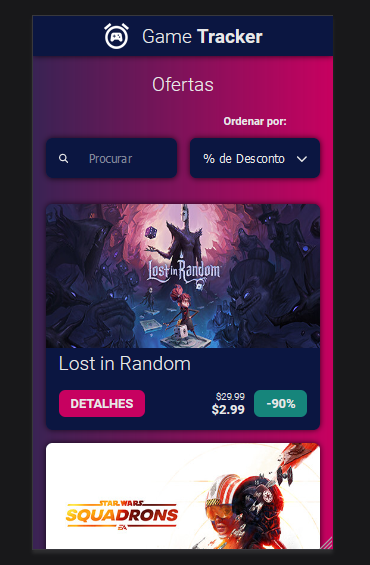 Game Tracker
Ofertas
Ordenar por:
Procurar
% de Desconto
Lost in Random
Lost in Random
DETALHES
$29.99
$2.99
-90%
STAR WARS
SQUADRONS
EA